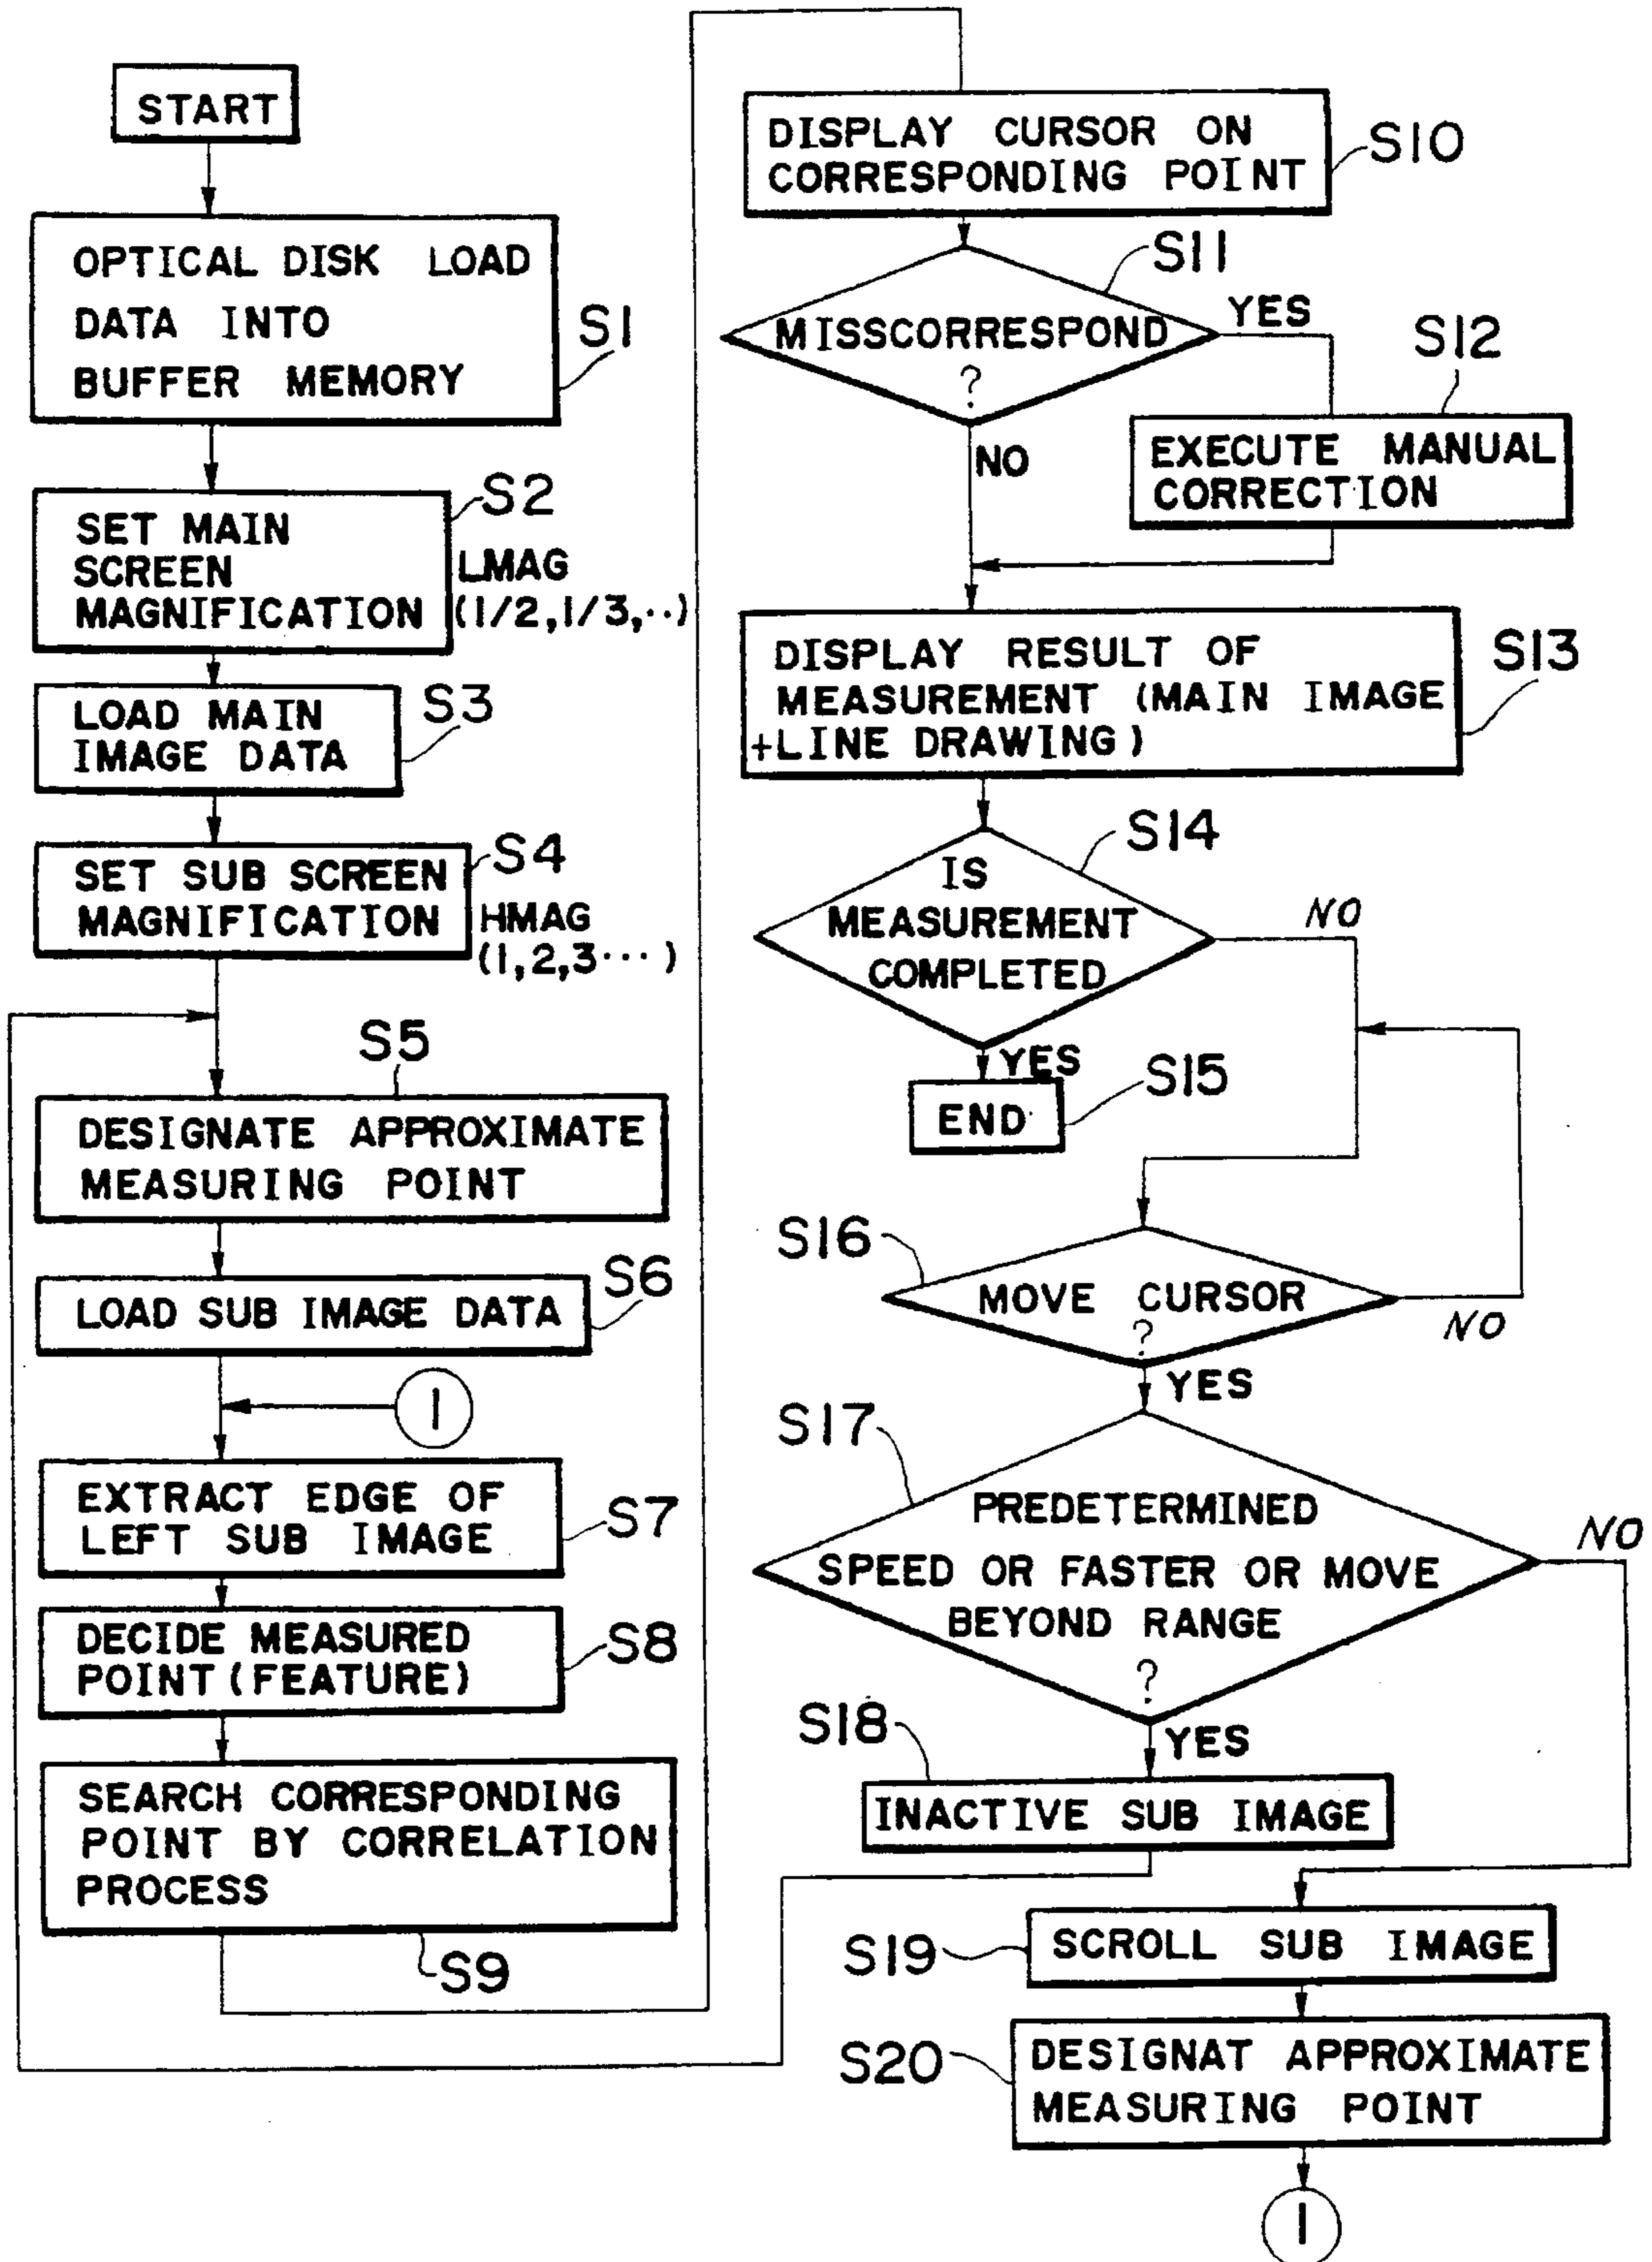 START
OPTICAL DISK LOAD
DATA INTO
BUFFER MEMORY
S1
SET MAIN
SCREEN
MAGNIFICATION
S2
LMAG
(1/2,1/3,··)
LOAD MAIN
IMAGE DATA
S3
SET SUB SCREEN
MAGNIFICATION
S4
HMAG
(1,2,3···)
S5
DESIGNATE APPROXIMATE
MEASURING POINT
S6
LOAD SUB IMAGE DATA
1
EXTRACT EDGE OF
LEFT SUB IMAGE
S7
DECIDE MEASURED
POINT (FEATURE)
S8
SEARCH CORRESPONDING
POINT BY CORRELATION
PROCESS
S9
DISPLAY CURSOR ON
CORRESPONDING POINT
S10
S11
MISSCORRESPOND
?
YES
NO
S12
EXECUTE MANUAL
CORRECTION
DISPLAY RESULT OF
MEASUREMENT (MAIN IMAGE
+LINE DRAWING)
S13
S14
IS
MEASUREMENT
COMPLETED
NO
YES
END
S15
S16
MOVE CURSOR
?
NO
YES
S17
PREDETERMINED
SPEED OR FASTER OR MOVE
BEYOND RANGE
?
NO
YES
S18
INACTIVE SUB IMAGE
S19
SCROLL SUB IMAGE
S20
DESIGNAT APPROXIMATE
MEASURING POINT
1